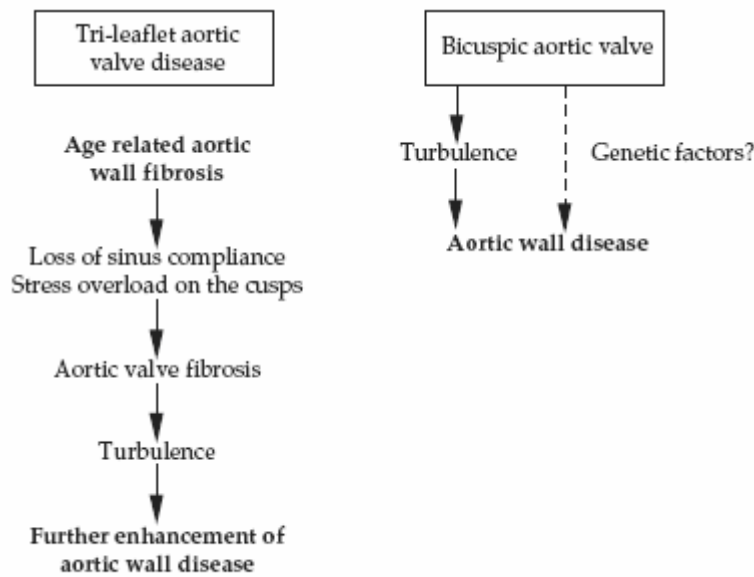 Tri-leaflet aortic
valve disease
Age related aortic
wall fibrosis
Loss of sinus compliance
Stress overload on the cusps
Aortic valve fibrosis
Turbulence
Further enhancement of
aortic wall disease
Bicuspic aortic valve
Turbulence
Genetic factors?
Aortic wall disease